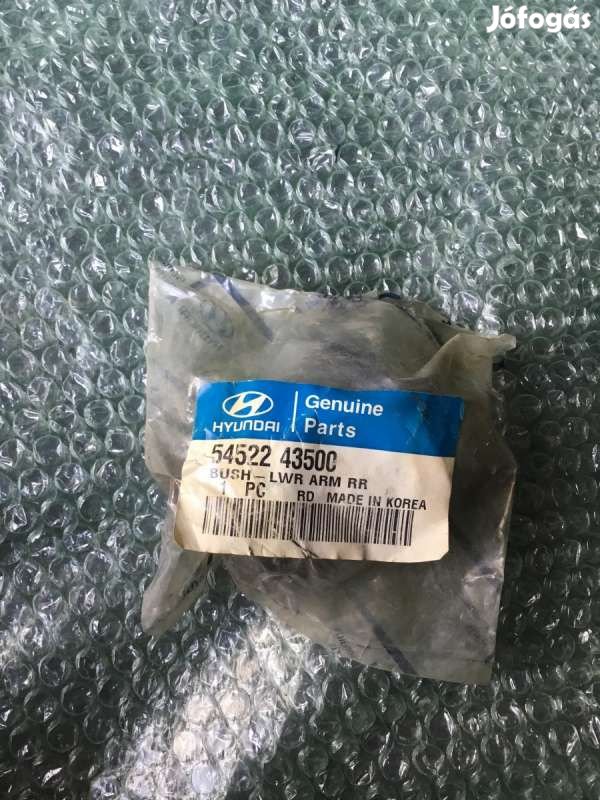 Jófogás
HYUNDAI
Genuine
Parts
54522 43500
BUSH-LWR ARM RR
1 PC RD MADE IN KOREA